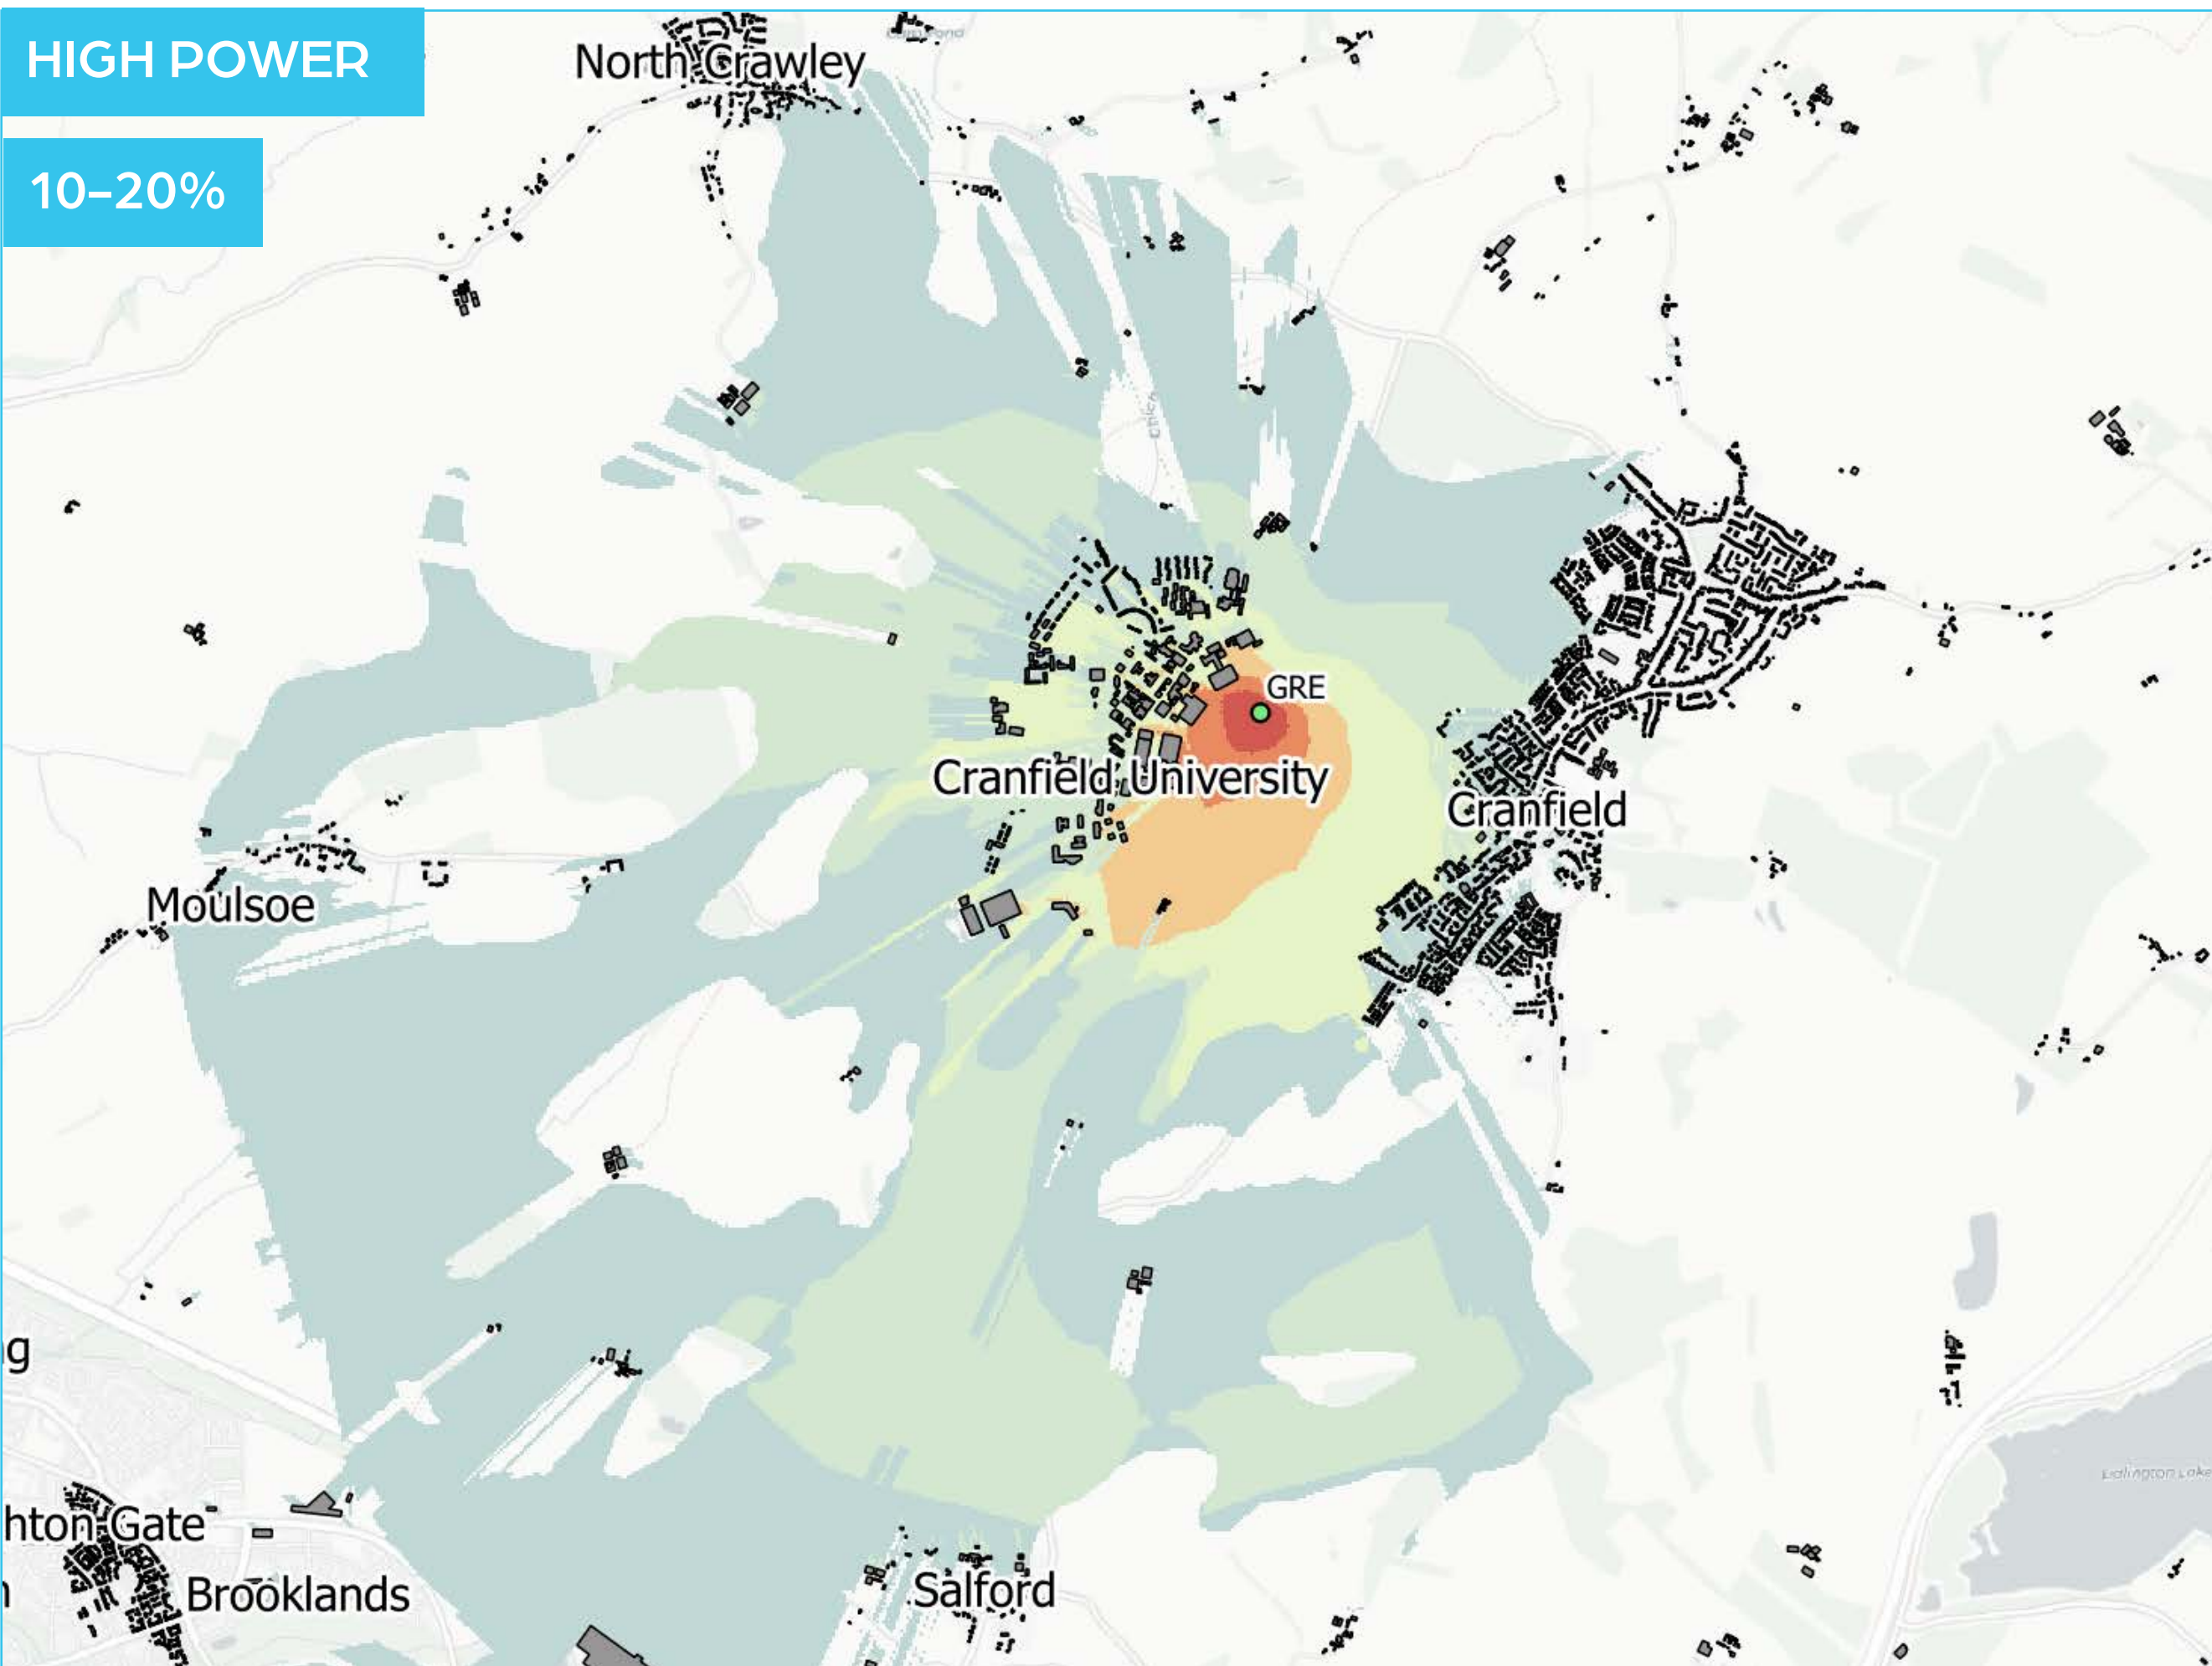 HIGH POWER
North Crawley
10–20%
GRE
Cranfield University
Cranfield
Moulsoe
g
hton Gate
Brooklands
Salford